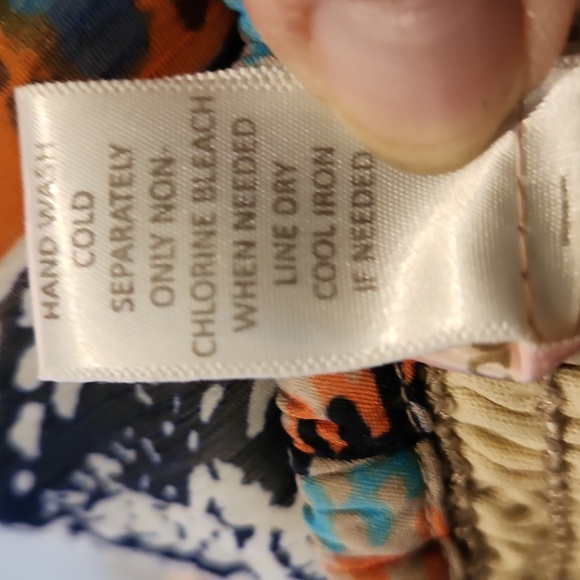 HAND WASH
COLD
SEPARATELY
ONLY NON-
CHLORINE BLEACH
WHEN NEEDED
LINE DRY
COOL IRON
IF NEEDED